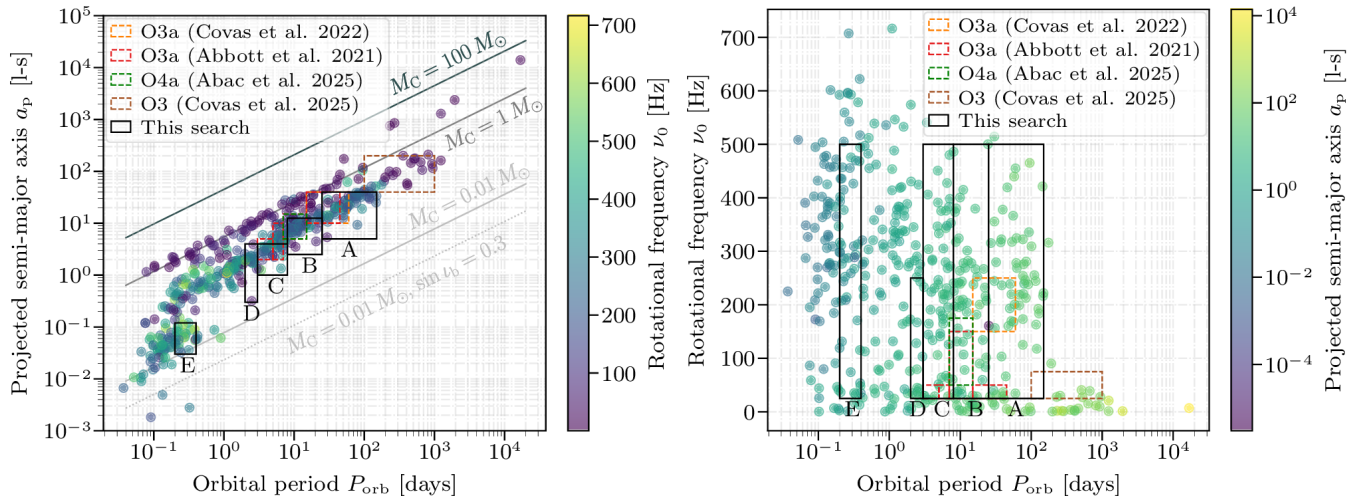 O3a (Covas et al. 2022)
O3a (Abbott et al. 2021)
O4a (Abac et al. 2025)
O3 (Covas et al. 2025)
This search
M_C = 100 M_⊙
M_C = 1 M_⊙
M_C = 0.01 M_⊙
M_C = 0.01 M_⊙, sin ι_b = 0.3
A
B
C
D
E
10^5
10^4
10^3
10^2
10^1
10^0
10^−1
10^−2
10^−3
Projected semi-major axis a_p [l-s]
10^−1 10^0 10^1 10^2 10^3 10^4
Orbital period P_orb [days]
700
600
500
400
300
200
100
Rotational frequency ν_0 [Hz]
O3a (Covas et al. 2022)
O3a (Abbott et al. 2021)
O4a (Abac et al. 2025)
O3 (Covas et al. 2025)
This search
700
600
500
400
300
200
100
0
Rotational frequency ν_0 [Hz]
E D C B A
10^−1 10^0 10^1 10^2 10^3 10^4
Orbital period P_orb [days]
10^4
10^2
10^0
10^−2
10^−4
Projected semi-major axis a_p [l-s]